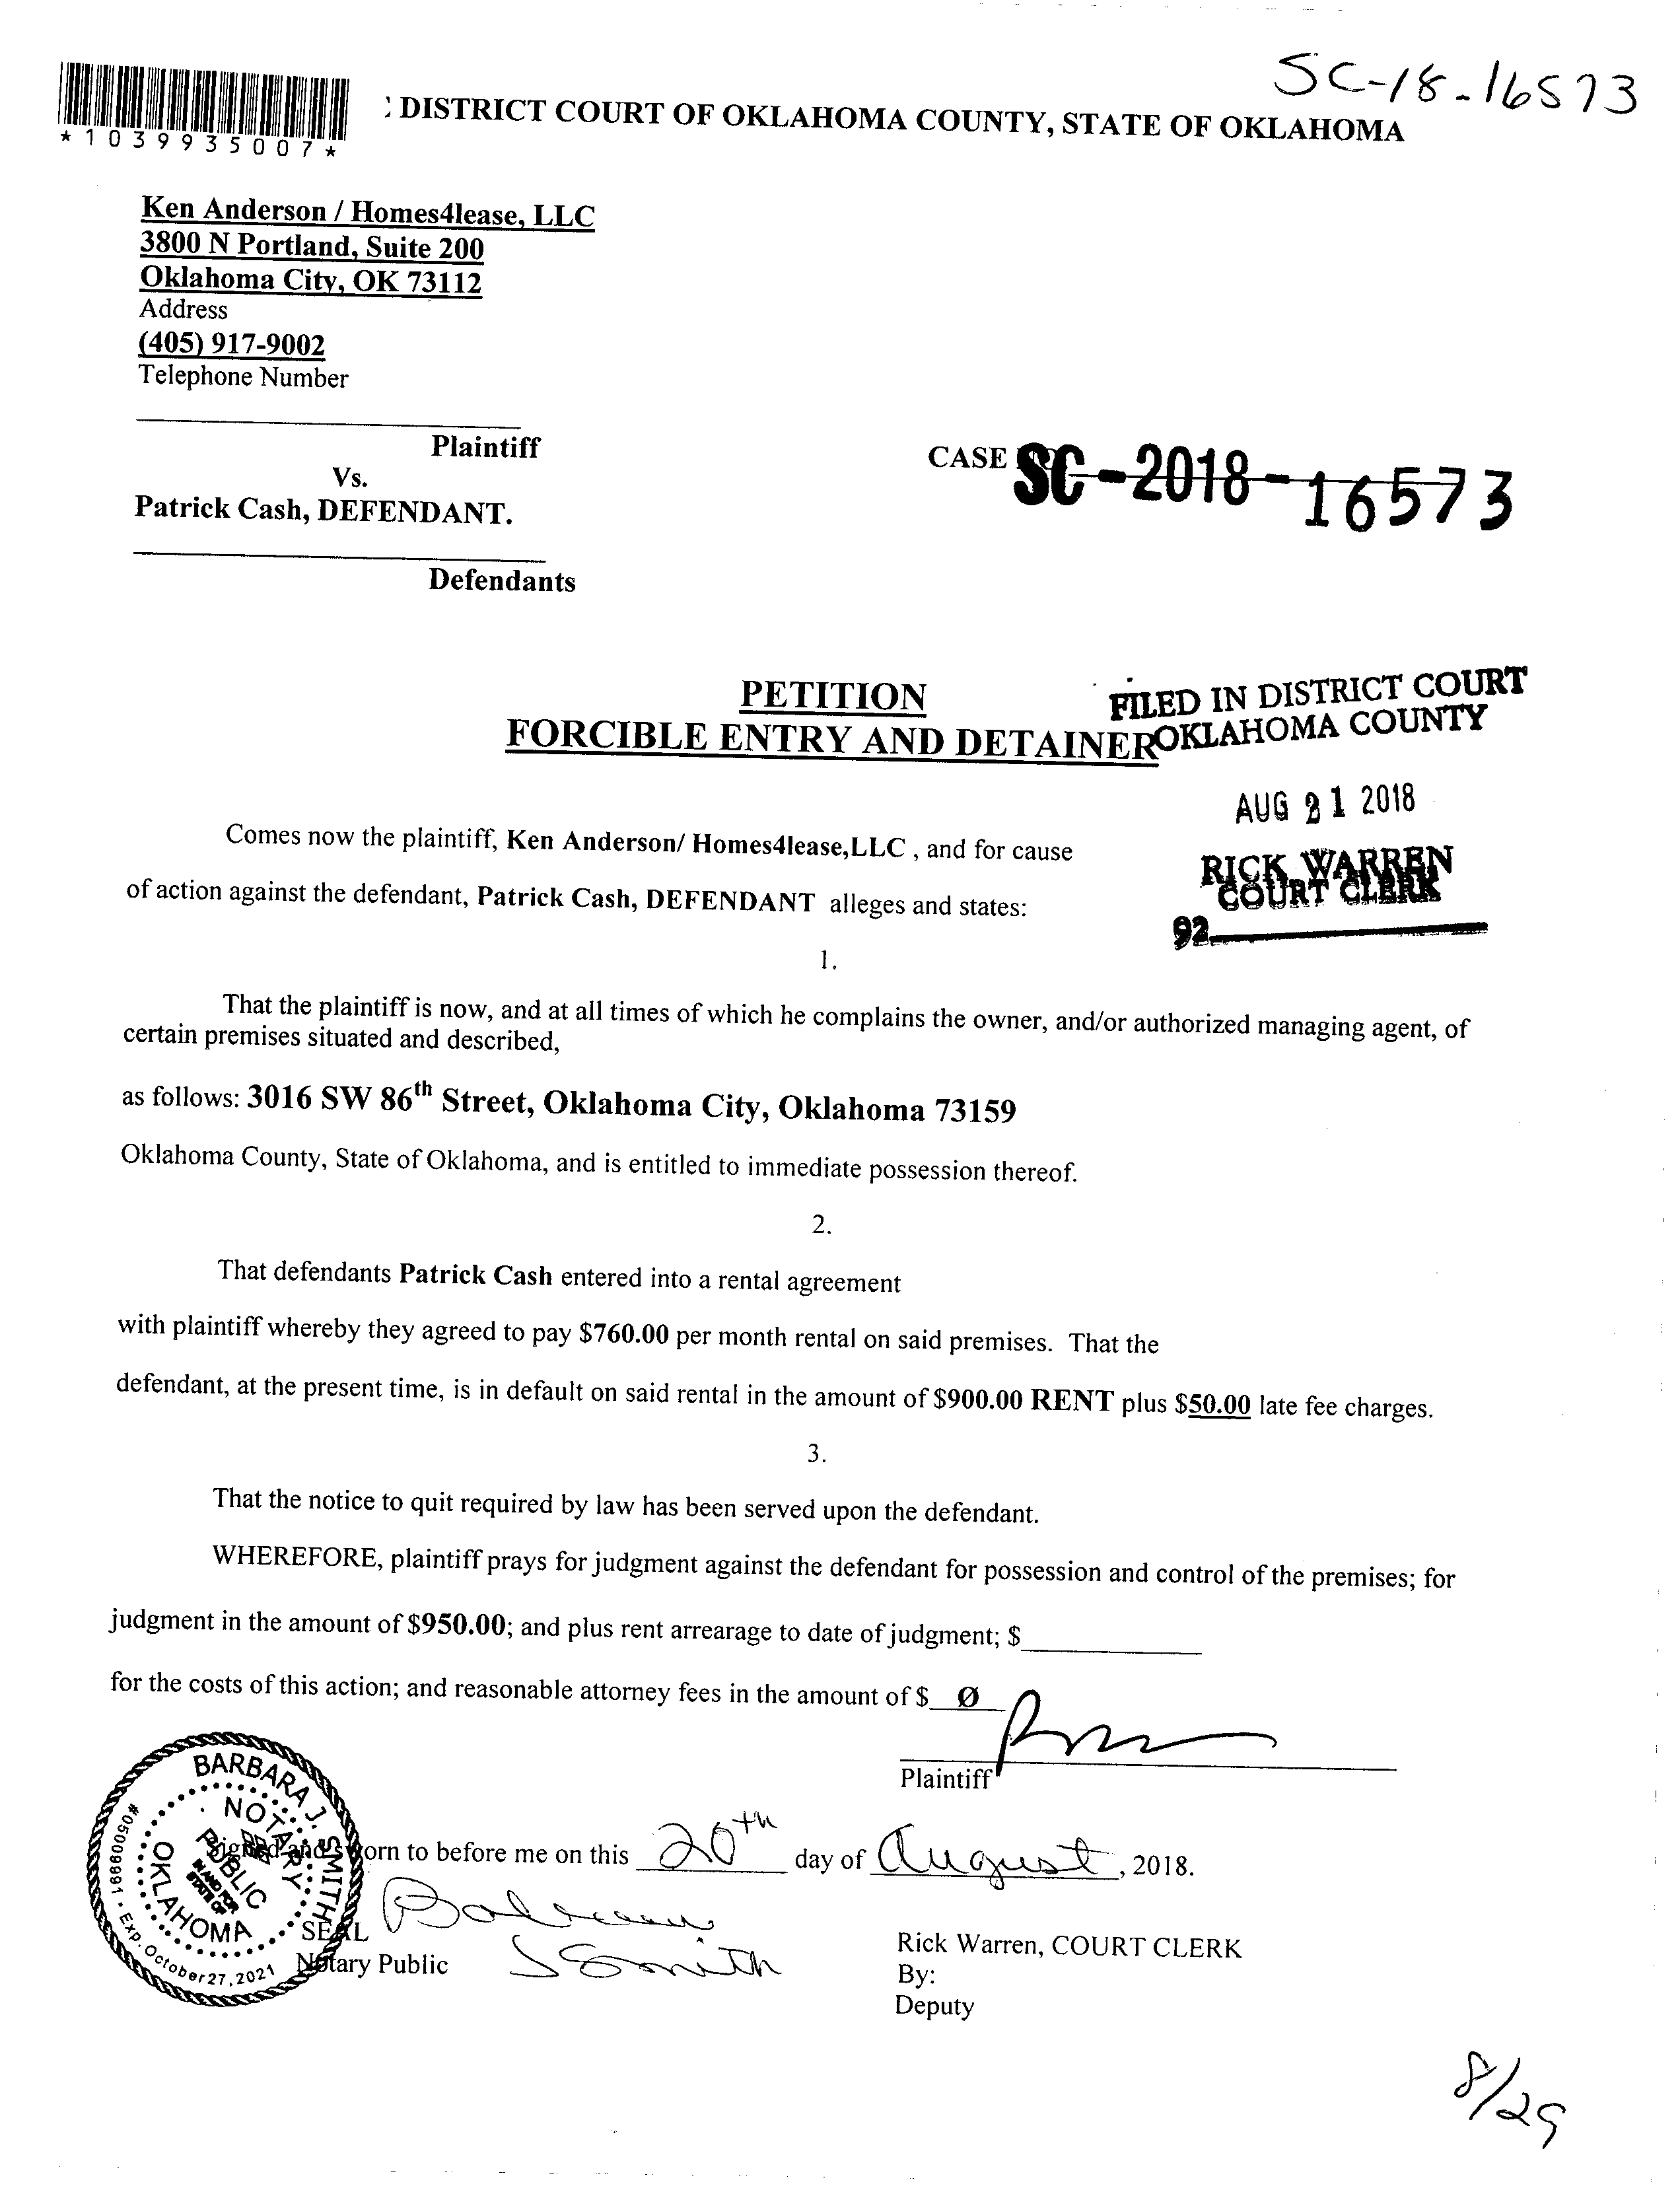 SC-18-16573
*1039935007*
: DISTRICT COURT OF OKLAHOMA COUNTY, STATE OF OKLAHOMA
Ken Anderson / Homes4lease, LLC
3800 N Portland, Suite 200
Oklahoma City, OK 73112
Address
(405) 917-9002
Telephone Number
Plaintiff
Vs.
Patrick Cash, DEFENDANT.
Defendants
CASE SC-2018-16573
PETITION
FORCIBLE ENTRY AND DETAINER
FILED IN DISTRICT COURT
OKLAHOMA COUNTY
AUG 21 2018
RICK WARREN
COURT CLERK
92
Comes now the plaintiff, Ken Anderson/ Homes4lease,LLC , and for cause
of action against the defendant, Patrick Cash, DEFENDANT alleges and states:
1.
That the plaintiff is now, and at all times of which he complains the owner, and/or authorized managing agent, of
certain premises situated and described,
as follows: 3016 SW 86th Street, Oklahoma City, Oklahoma 73159
Oklahoma County, State of Oklahoma, and is entitled to immediate possession thereof.
2.
That defendants Patrick Cash entered into a rental agreement
with plaintiff whereby they agreed to pay $760.00 per month rental on said premises. That the
defendant, at the present time, is in default on said rental in the amount of $900.00 RENT plus $50.00 late fee charges.
3.
That the notice to quit required by law has been served upon the defendant.
WHEREFORE, plaintiff prays for judgment against the defendant for possession and control of the premises; for
judgment in the amount of $950.00; and plus rent arrearage to date of judgment; $
for the costs of this action; and reasonable attorney fees in the amount of $ Ø
Plaintiff
Signed and sworn to before me on this 20th day of August, 2018.
BARBARA J. SMITH
NOTARY PUBLIC
IN AND FOR
STATE OF
OKLAHOMA
#05009991 · Exp. October 27, 2021
SEAL
Barbara
J Smith
Notary Public
Rick Warren, COURT CLERK
By:
Deputy
8/29